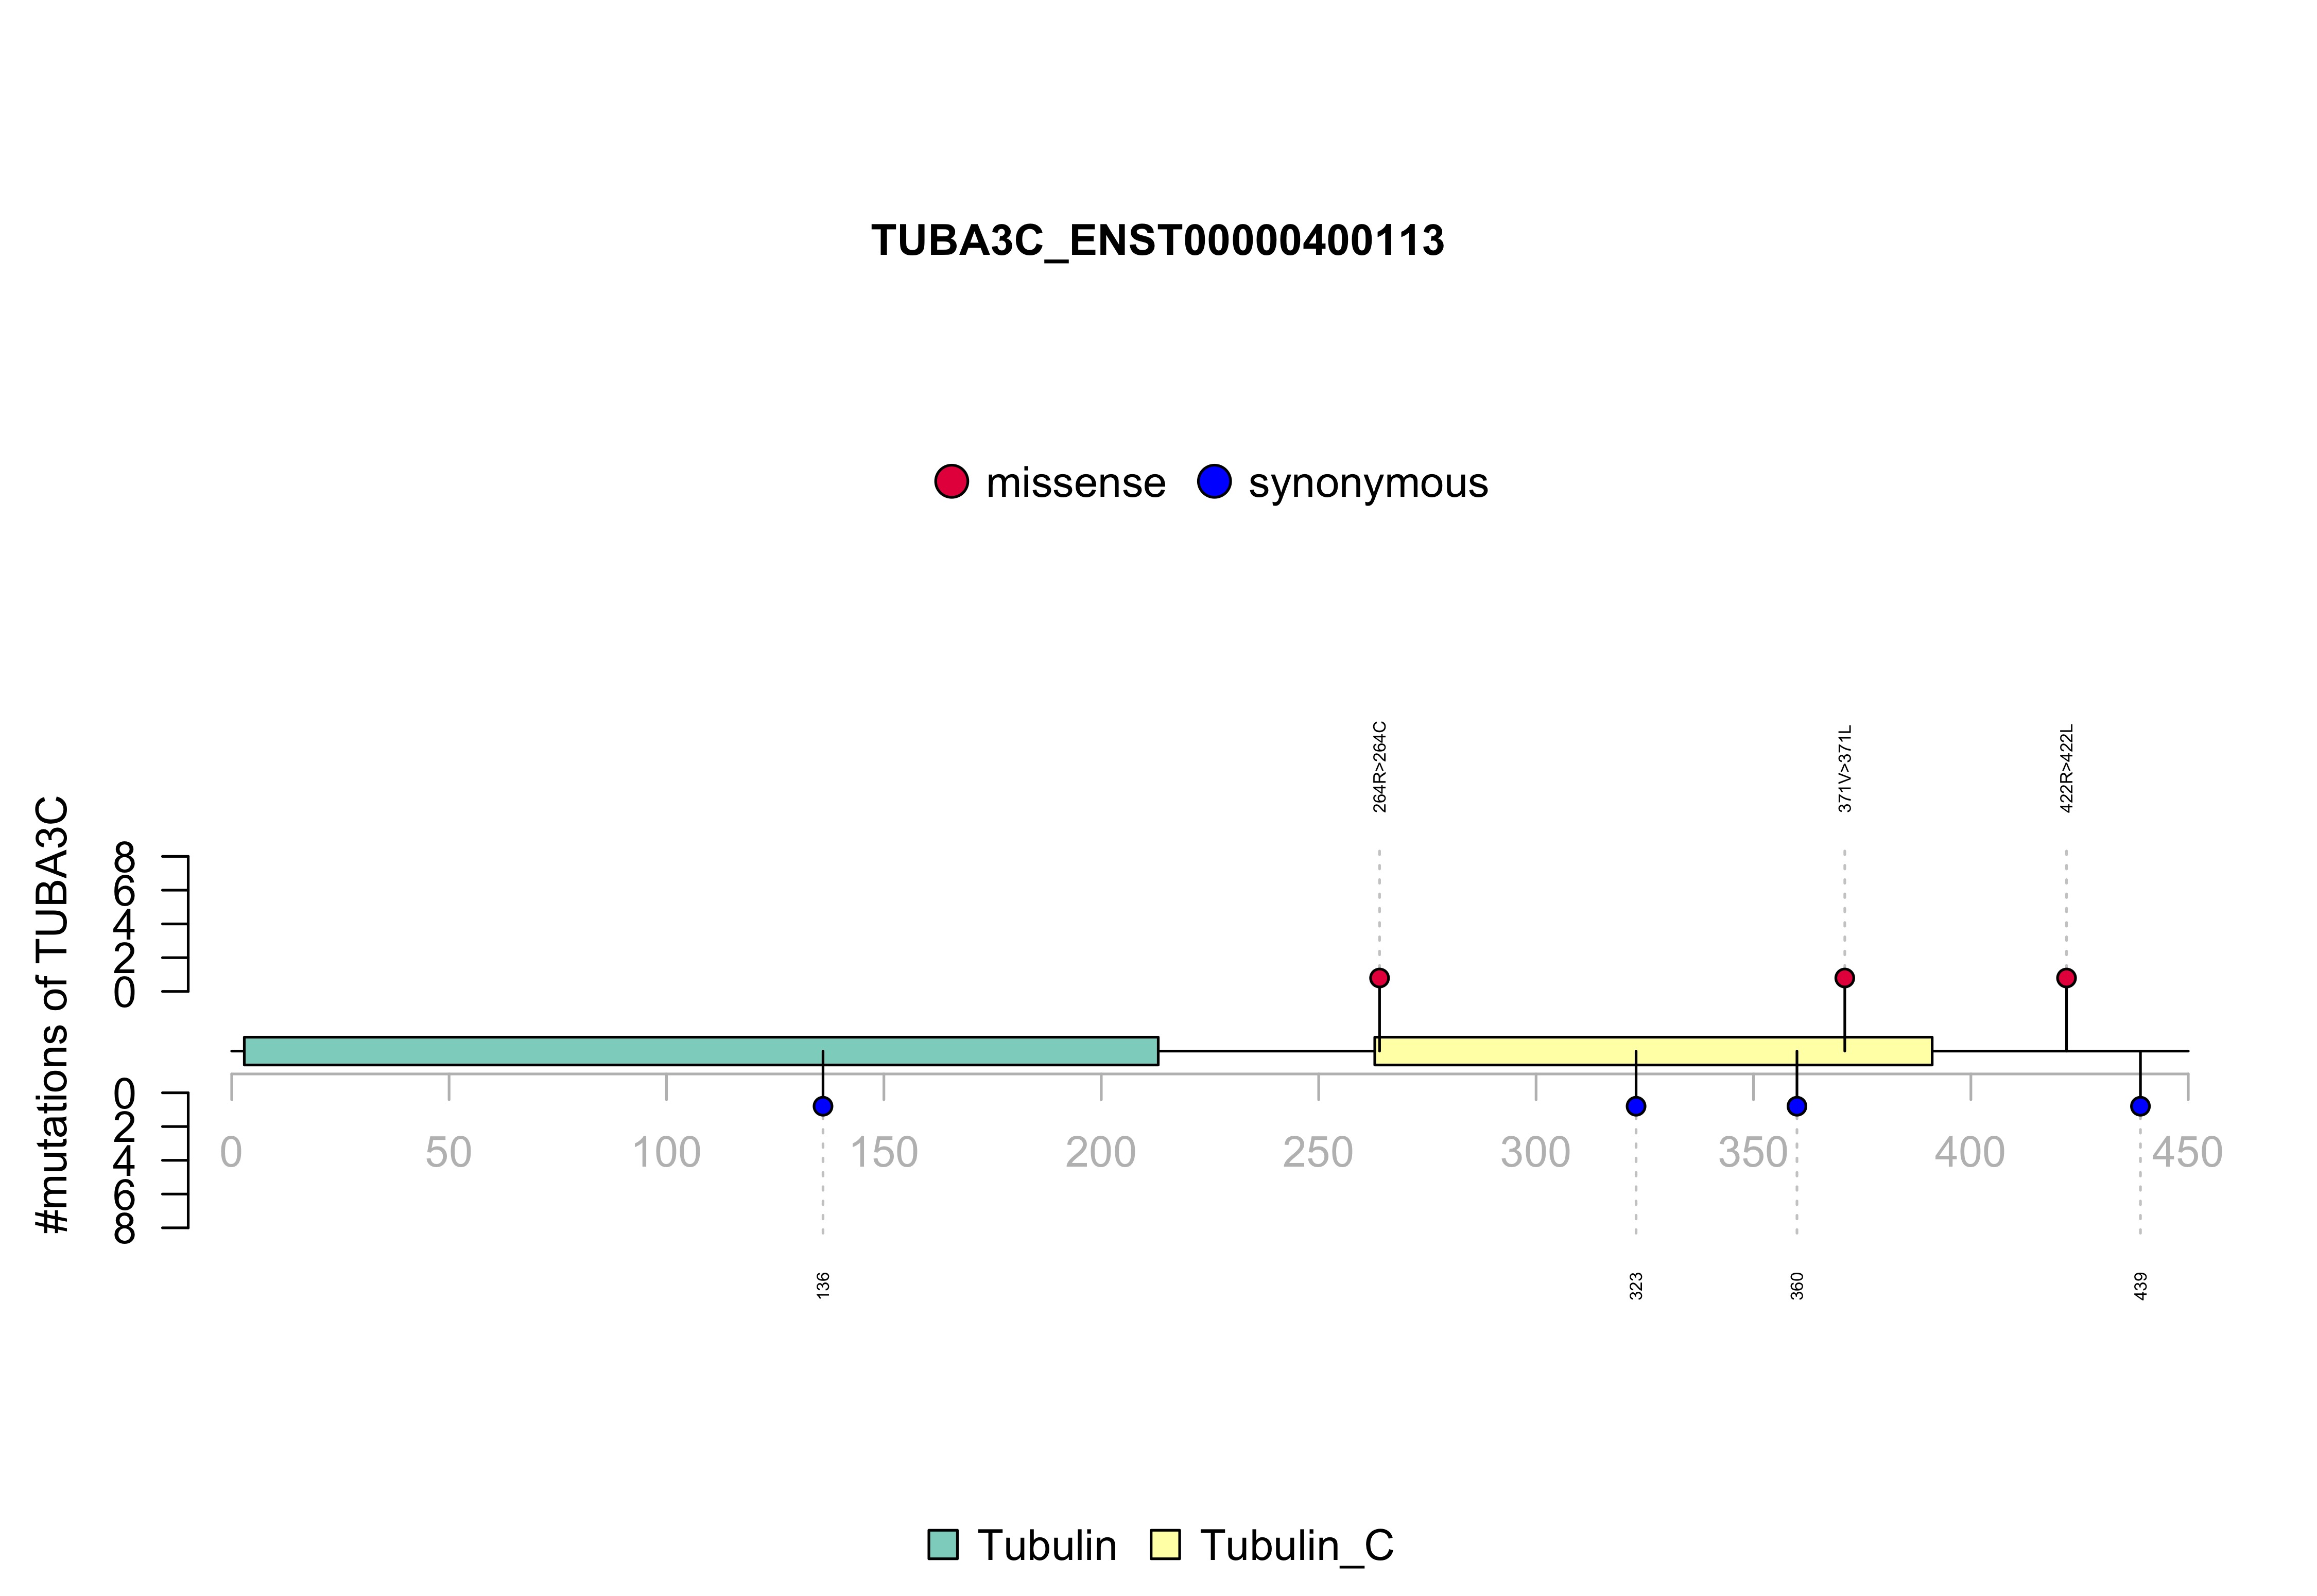 TUBA3C_ENST00000400113
missense synonymous
264R>264C 371V>371L 422R>422L
#mutations of TUBA3C
8
6
4
2
0
0
2
4
6
8
0 50 100 150 200 250 300 350 400 450
136 323 360 439
Tubulin Tubulin_C